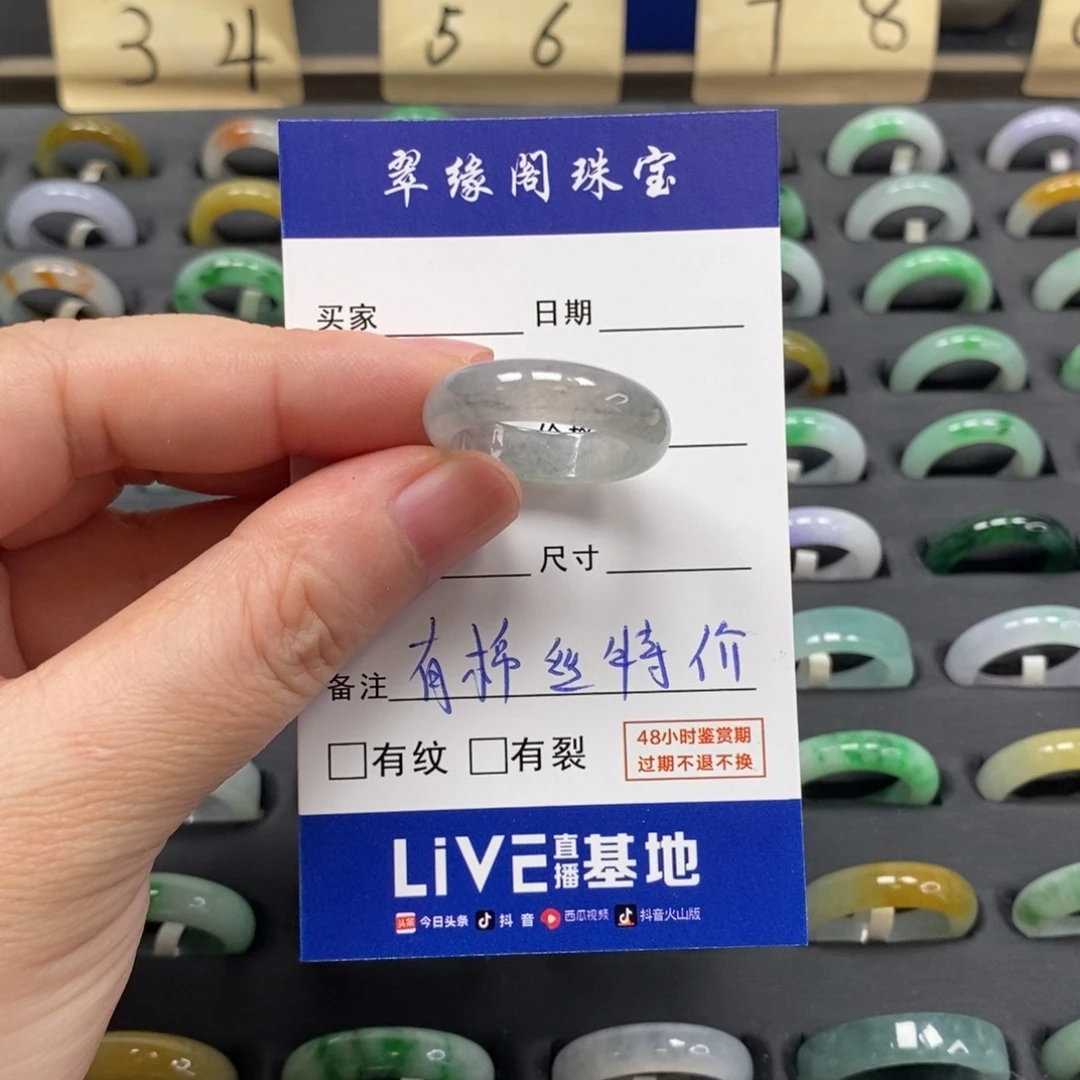 3 4
5 6
7 8
翠缘阁珠宝
买家 日期
尺寸
备注 有棉丝特价
有纹 有裂
48小时鉴赏期
过期不退不换
LiVE直播基地
今日头条 抖音 西瓜视频 抖音火山版